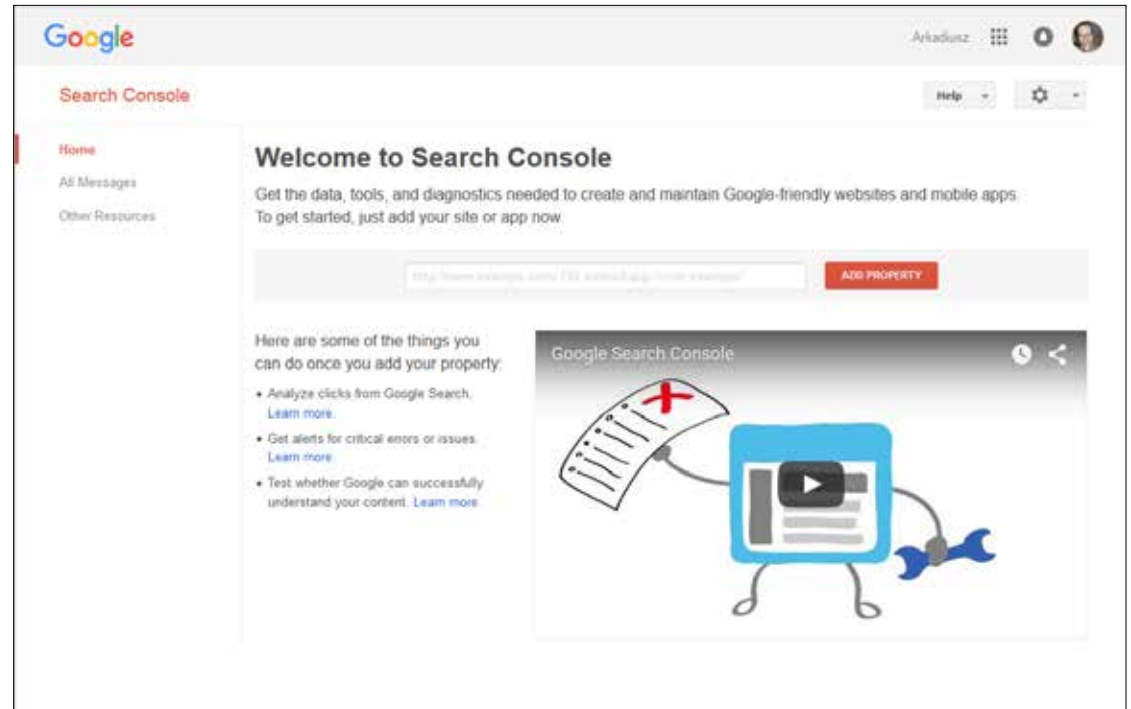 Google
Arkadiusz
Search Console
Help
Home
All Messages
Other Resources
Welcome to Search Console
Get the data, tools, and diagnostics needed to create and maintain Google-friendly websites and mobile apps.
To get started, just add your site or app now
ADD PROPERTY
Here are some of the things you
can do once you add your property:
• Analyze clicks from Google Search.
Learn more.
• Get alerts for critical errors or issues.
Learn more.
• Test whether Google can successfully
understand your content. Learn more.
Google Search Console